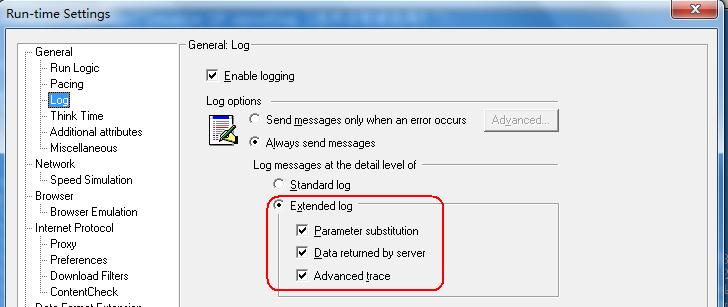 Run-time Settings
General
Run Logic
Pacing
Log
Think Time
Additional attributes
Miscellaneous
Network
Speed Simulation
Browser
Browser Emulation
Internet Protocol
Proxy
Preferences
Download Filters
ContentCheck
Data Format Extension
General: Log
Enable logging
Log options
Send messages only when an error occurs
Advanced...
Always send messages
Log messages at the detail level of
Standard log
Extended log
Parameter substitution
Data returned by server
Advanced trace